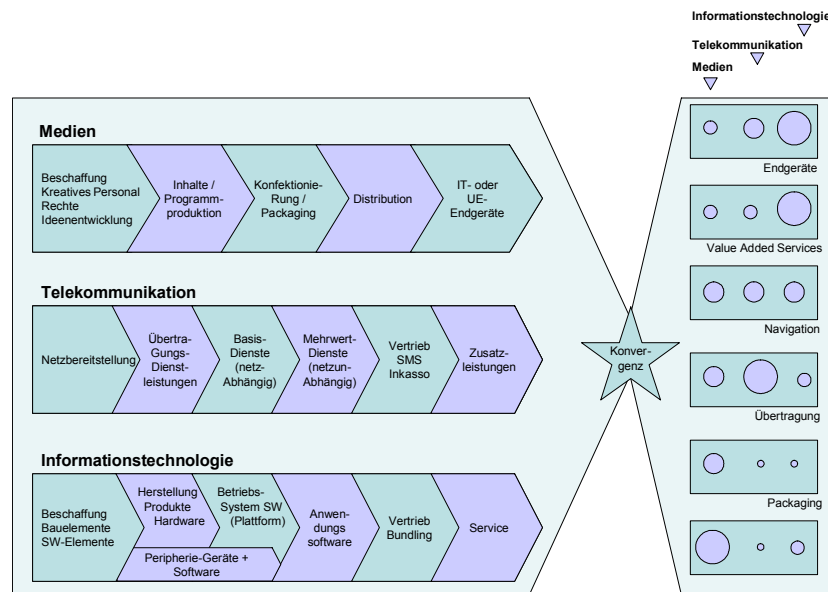 Informationstechnologie
Telekommunikation
Medien
Medien
Beschaffung
Kreatives Personal
Rechte
Ideenentwicklung
Inhalte /
Programm-
produktion
Konfektionie-
Rung /
Packaging
Distribution
IT- oder
UE-
Endgeräte
Telekommunikation
Netzbereitstellung
Übertra-
Gungs-
Dienst-
leistungen
Basis-
Dienste
(netz-
Abhängig)
Mehrwert-
Dienste
(netzun-
Abhängig)
Vertrieb
SMS
Inkasso
Zusatz-
leistungen
Informationstechnologie
Beschaffung
Bauelemente
SW-Elemente
Herstellung
Produkte
Hardware
Betriebs-
System SW
(Plattform)
Peripherie-Geräte +
Software
Anwen-
dungs
software
Vertrieb
Bundling
Service
Konver-
genz
Endgeräte
Value Added Services
Navigation
Übertragung
Packaging